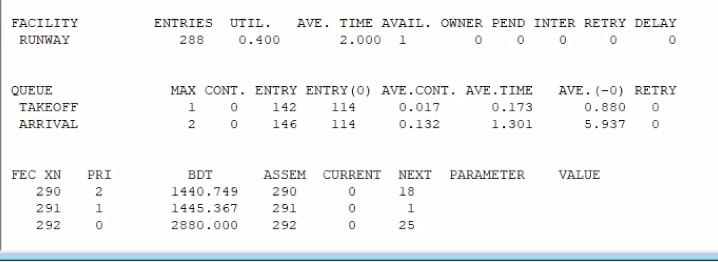 FACILITY ENTRIES UTIL. AVE. TIME AVAIL. OWNER PEND INTER RETRY DELAY
RUNWAY 288 0.400 2.000 1 0 0 0 0 0
QUEUE MAX CONT. ENTRY ENTRY(0) AVE.CONT. AVE.TIME AVE.(-0) RETRY
TAKEOFF 1 0 142 114 0.017 0.173 0.880 0
ARRIVAL 2 0 146 114 0.132 1.301 5.937 0
FEC XN PRI BDT ASSEM CURRENT NEXT PARAMETER VALUE
290 2 1440.749 290 0 18
291 1 1445.367 291 0 1
292 0 2880.000 292 0 25